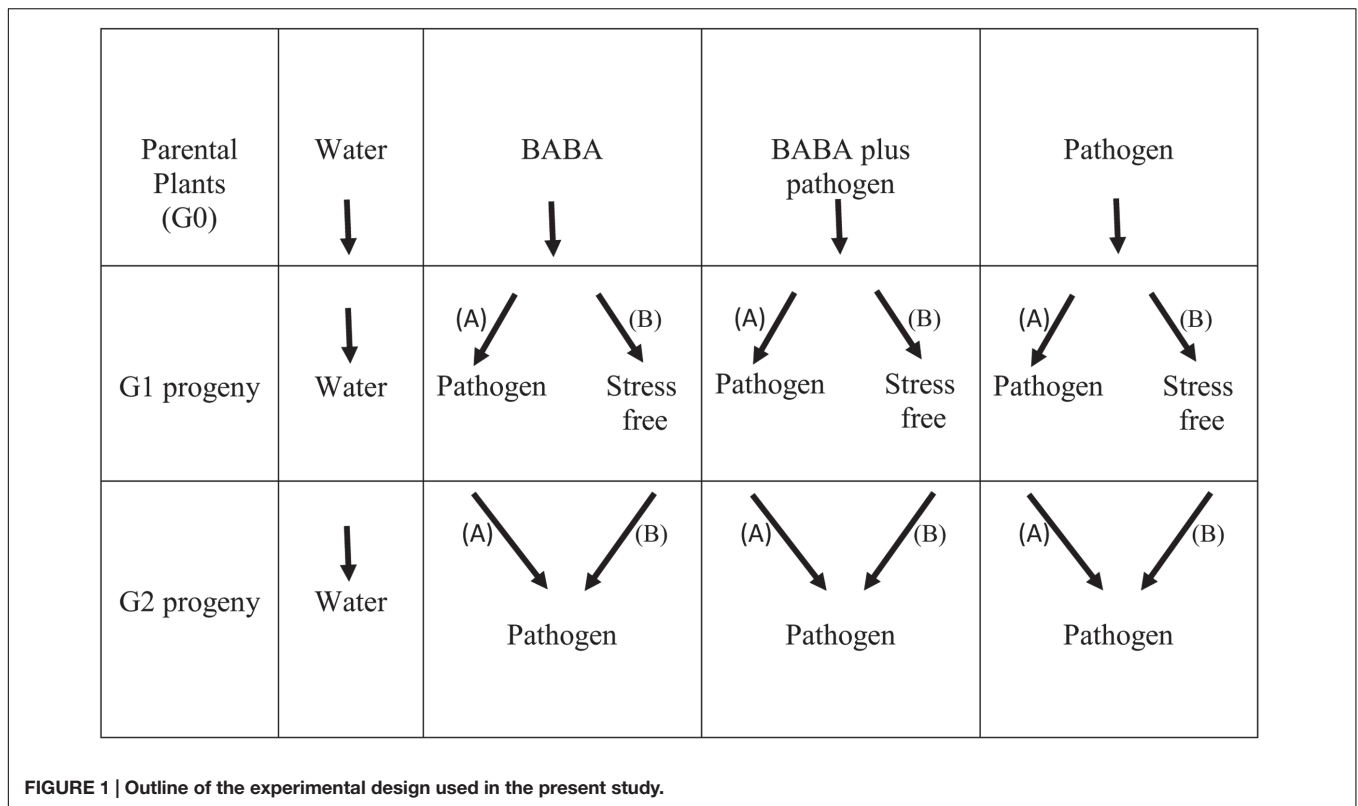 Parental
Plants
(G0)
Water
BABA
BABA plus
pathogen
Pathogen
(A)
(B)
(A)
(B)
(A)
(B)
G1 progeny
Water
Pathogen
Stress
free
Pathogen
Stress
free
Pathogen
Stress
free
(A)
(B)
(A)
(B)
(A)
(B)
G2 progeny
Water
Pathogen
Pathogen
Pathogen
FIGURE 1 | Outline of the experimental design used in the present study.